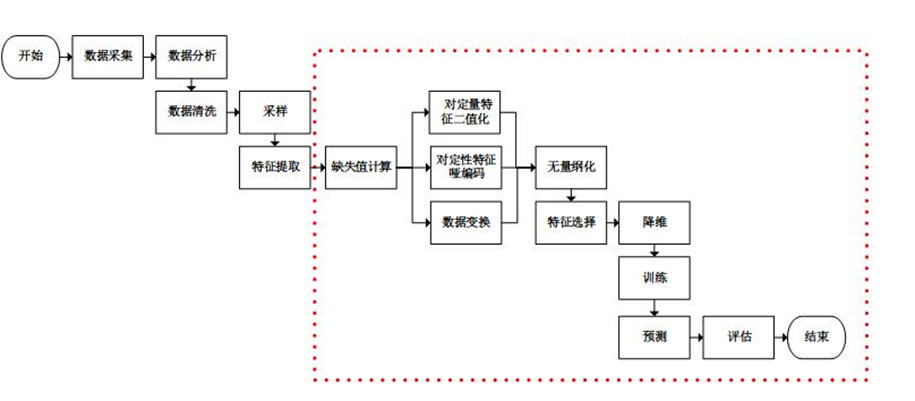 开始
数据采集
数据分析
数据清洗
采样
特征提取
缺失值计算
对定量特
征二值化
对定性特征
哑编码
数据变换
无量纲化
特征选择
降维
训练
预测
评估
结束